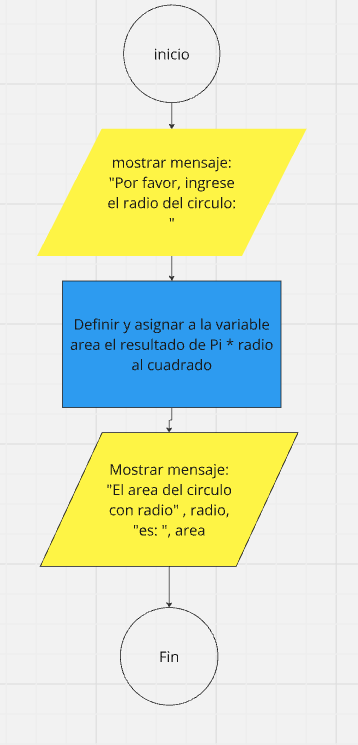 inicio
mostrar mensaje:
"Por favor, ingrese
el radio del circulo:
"
Definir y asignar a la variable
area el resultado de Pi * radio
al cuadrado
Mostrar mensaje:
"El area del circulo
con radio" , radio,
"es: ", area
Fin